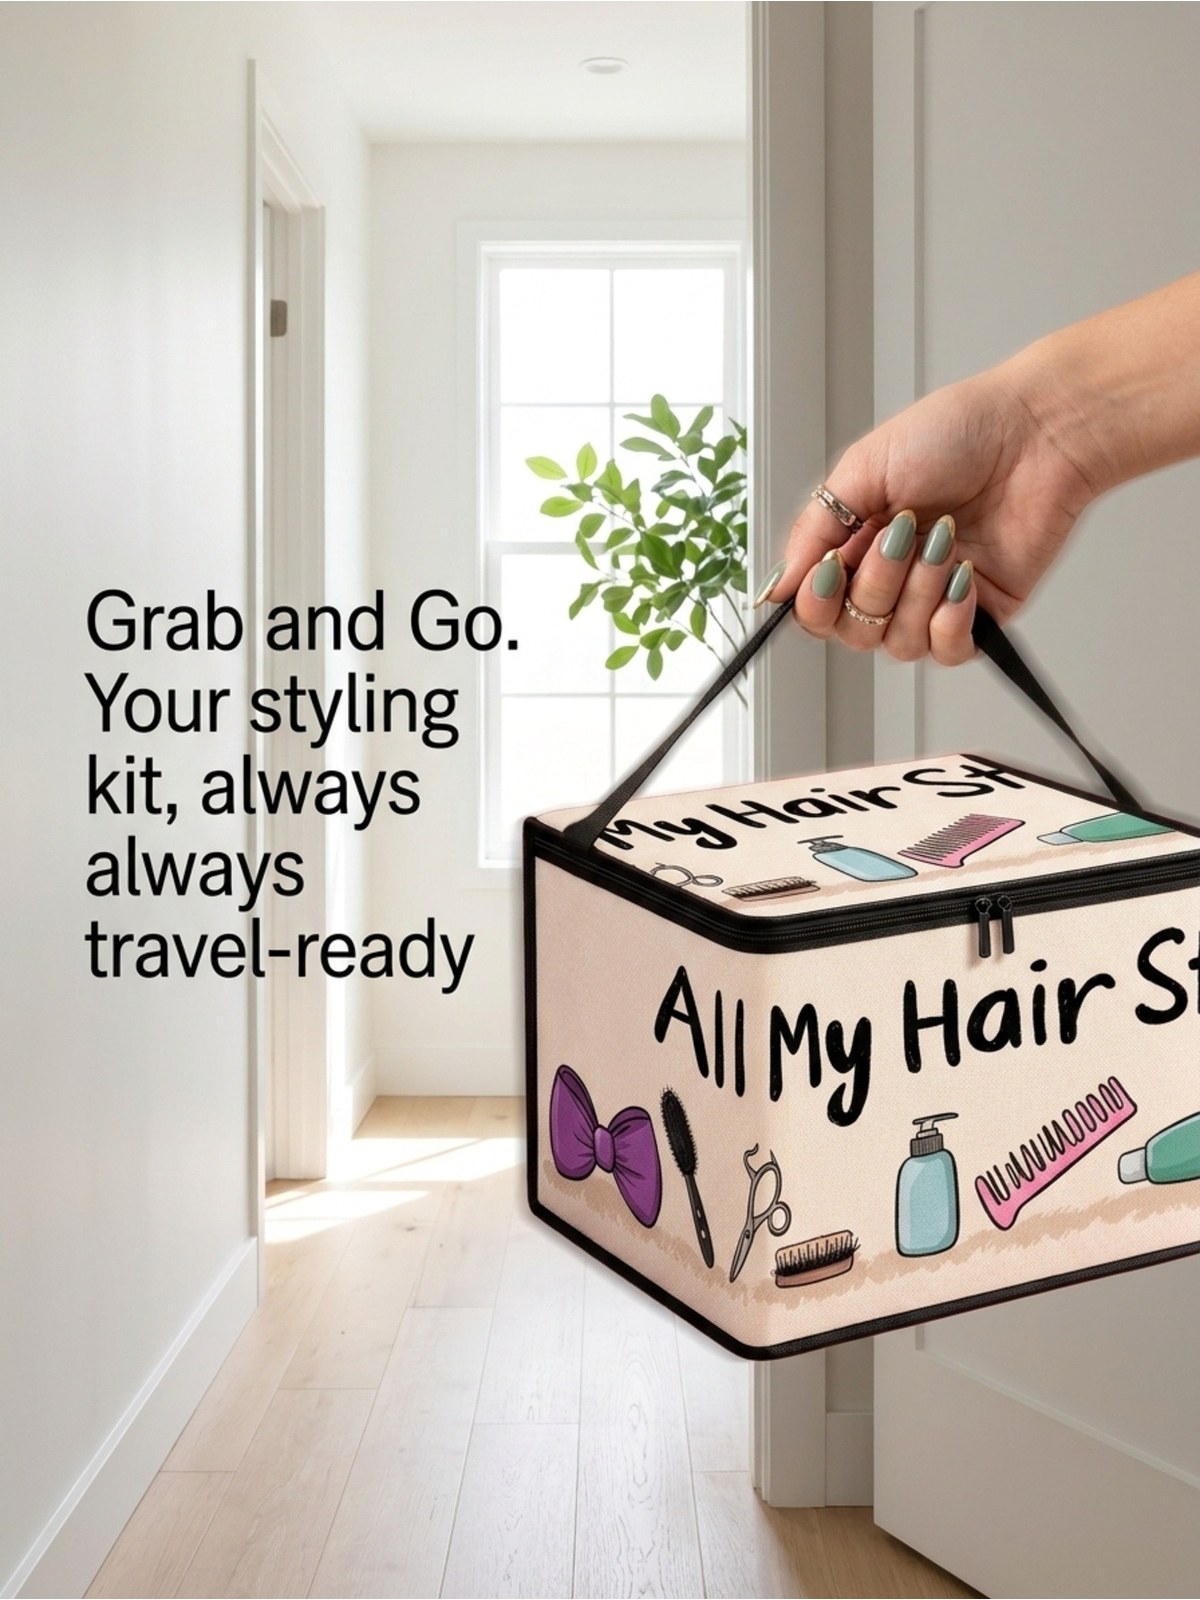 Grab and Go.
Your styling
kit, always
always
travel-ready
My Hair St
All My Hair St